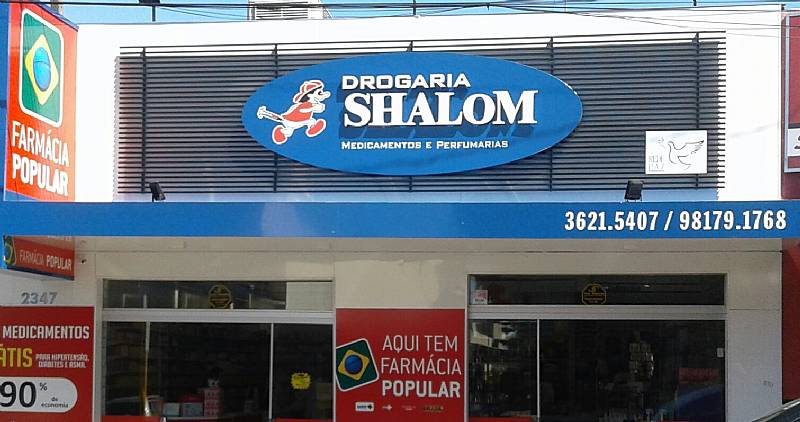 FARMÁCIA
POPULAR
DROGARIA
SHALOM
MEDICAMENTOS E PERFUMARIAS
3621.5407 / 98179.1768
FARMÁCIA POPULAR
2347
MEDICAMENTOS
ÁTIS PARA HIPERTENSÃO,
DIABETES E ASMA.
90% de
economia
AQUI TEM
FARMÁCIA
POPULAR